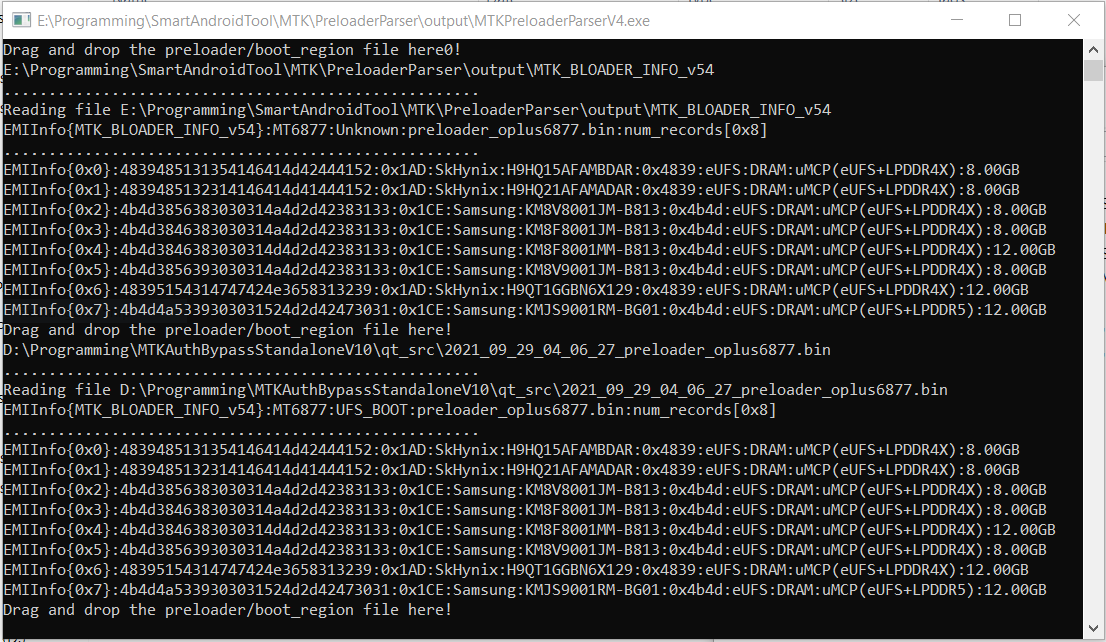 E:\Programming\SmartAndroidTool\MTK\PreloaderParser\output\MTKPreloaderParserV4.exe
Drag and drop the preloader/boot_region file here0!
E:\Programming\SmartAndroidTool\MTK\PreloaderParser\output\MTK_BLOADER_INFO_v54
.....................................................
Reading file E:\Programming\SmartAndroidTool\MTK\PreloaderParser\output\MTK_BLOADER_INFO_v54
EMIInfo{MTK_BLOADER_INFO_v54}:MT6877:Unknown:preloader_oplus6877.bin:num_records[0x8]
.....................................................
EMIInfo{0x0}:4839485131354146414d42444152:0x1AD:SkHynix:H9HQ15AFAMBDAR:0x4839:eUFS:DRAM:uMCP(eUFS+LPDDR4X):8.00GB
EMIInfo{0x1}:4839485132314146414d41444152:0x1AD:SkHynix:H9HQ21AFAMADAR:0x4839:eUFS:DRAM:uMCP(eUFS+LPDDR4X):8.00GB
EMIInfo{0x2}:4b4d3856383030314a4d2d42383133:0x1CE:Samsung:KM8V8001JM-B813:0x4b4d:eUFS:DRAM:uMCP(eUFS+LPDDR4X):8.00GB
EMIInfo{0x3}:4b4d3846383030314a4d2d42383133:0x1CE:Samsung:KM8F8001JM-B813:0x4b4d:eUFS:DRAM:uMCP(eUFS+LPDDR4X):8.00GB
EMIInfo{0x4}:4b4d3846383030314d4d2d42383133:0x1CE:Samsung:KM8F8001MM-B813:0x4b4d:eUFS:DRAM:uMCP(eUFS+LPDDR4X):12.00GB
EMIInfo{0x5}:4b4d3856393030314a4d2d42383133:0x1CE:Samsung:KM8V9001JM-B813:0x4b4d:eUFS:DRAM:uMCP(eUFS+LPDDR4X):8.00GB
EMIInfo{0x6}:48395154314747424e3658313239:0x1AD:SkHynix:H9QT1GGBN6X129:0x4839:eUFS:DRAM:uMCP(eUFS+LPDDR4X):12.00GB
EMIInfo{0x7}:4b4d4a5339303031524d2d42473031:0x1CE:Samsung:KMJS9001RM-BG01:0x4b4d:eUFS:DRAM:uMCP(eUFS+LPDDR5):12.00GB
Drag and drop the preloader/boot_region file here!
D:\Programming\MTKAuthBypassStandaloneV10\qt_src\2021_09_29_04_06_27_preloader_oplus6877.bin
.....................................................
Reading file D:\Programming\MTKAuthBypassStandaloneV10\qt_src\2021_09_29_04_06_27_preloader_oplus6877.bin
EMIInfo{MTK_BLOADER_INFO_v54}:MT6877:UFS_BOOT:preloader_oplus6877.bin:num_records[0x8]
.....................................................
EMIInfo{0x0}:4839485131354146414d42444152:0x1AD:SkHynix:H9HQ15AFAMBDAR:0x4839:eUFS:DRAM:uMCP(eUFS+LPDDR4X):8.00GB
EMIInfo{0x1}:4839485132314146414d41444152:0x1AD:SkHynix:H9HQ21AFAMADAR:0x4839:eUFS:DRAM:uMCP(eUFS+LPDDR4X):8.00GB
EMIInfo{0x2}:4b4d3856383030314a4d2d42383133:0x1CE:Samsung:KM8V8001JM-B813:0x4b4d:eUFS:DRAM:uMCP(eUFS+LPDDR4X):8.00GB
EMIInfo{0x3}:4b4d3846383030314a4d2d42383133:0x1CE:Samsung:KM8F8001JM-B813:0x4b4d:eUFS:DRAM:uMCP(eUFS+LPDDR4X):8.00GB
EMIInfo{0x4}:4b4d3846383030314d4d2d42383133:0x1CE:Samsung:KM8F8001MM-B813:0x4b4d:eUFS:DRAM:uMCP(eUFS+LPDDR4X):12.00GB
EMIInfo{0x5}:4b4d3856393030314a4d2d42383133:0x1CE:Samsung:KM8V9001JM-B813:0x4b4d:eUFS:DRAM:uMCP(eUFS+LPDDR4X):8.00GB
EMIInfo{0x6}:48395154314747424e3658313239:0x1AD:SkHynix:H9QT1GGBN6X129:0x4839:eUFS:DRAM:uMCP(eUFS+LPDDR4X):12.00GB
EMIInfo{0x7}:4b4d4a5339303031524d2d42473031:0x1CE:Samsung:KMJS9001RM-BG01:0x4b4d:eUFS:DRAM:uMCP(eUFS+LPDDR5):12.00GB
Drag and drop the preloader/boot_region file here!